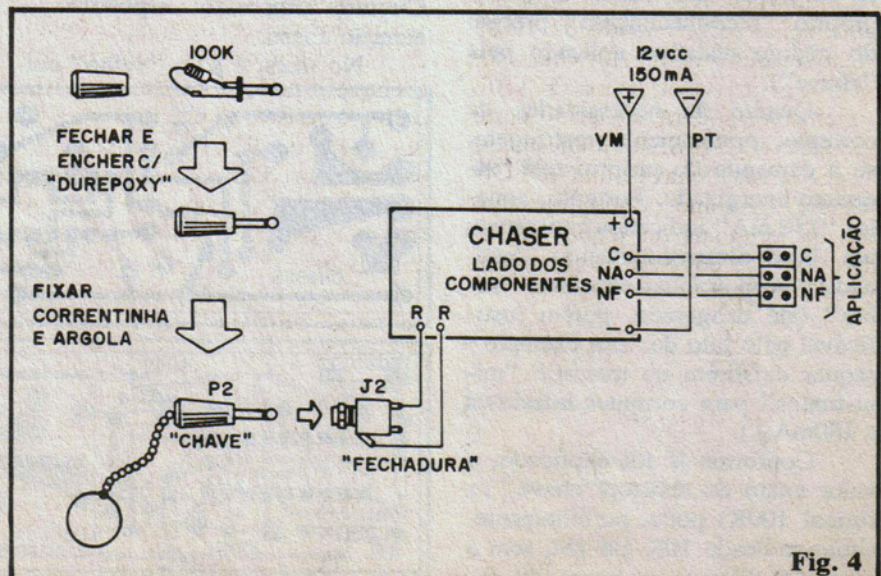 100K
12vcc
150mA
FECHAR E
ENCHER C/
"DUREPOXY"
+
−
VM
PT
+
CHASER
LADO DOS
COMPONENTES
C
NA
NF
−
C
NA
NF
APLICAÇÃO
FIXAR
CORRENTINHA
E ARGOLA
R
R
P2
"CHAVE"
J2
"FECHADURA"
Fig. 4